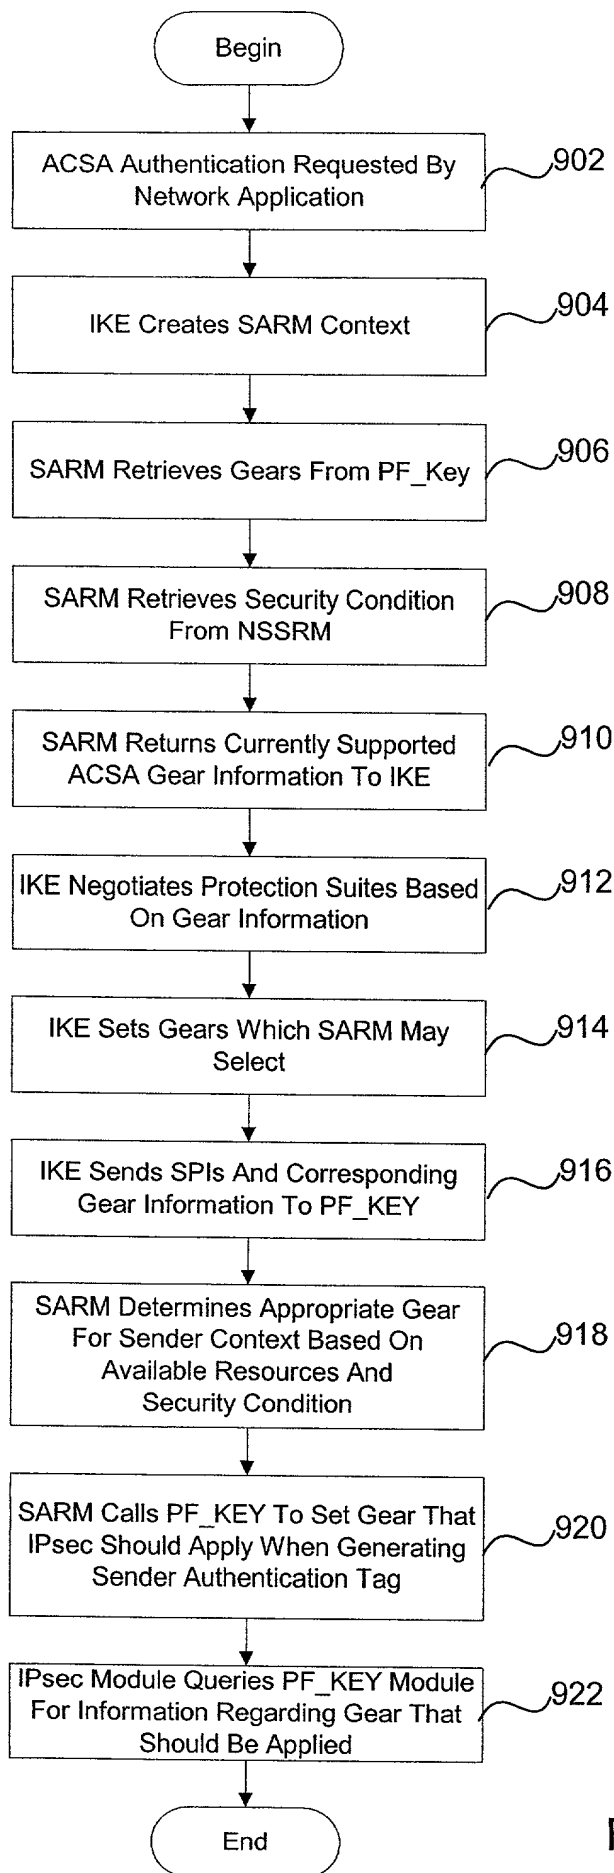 Begin
ACSA Authentication Requested By
Network Application
902
IKE Creates SARM Context
904
SARM Retrieves Gears From PF_Key
906
SARM Retrieves Security Condition
From NSSRM
908
SARM Returns Currently Supported
ACSA Gear Information To IKE
910
IKE Negotiates Protection Suites Based
On Gear Information
912
IKE Sets Gears Which SARM May
Select
914
IKE Sends SPIs And Corresponding
Gear Information To PF_KEY
916
SARM Determines Appropriate Gear
For Sender Context Based On
Available Resources And
Security Condition
918
SARM Calls PF_KEY To Set Gear That
IPsec Should Apply When Generating
Sender Authentication Tag
920
IPsec Module Queries PF_KEY Module
For Information Regarding Gear That
Should Be Applied
922
End